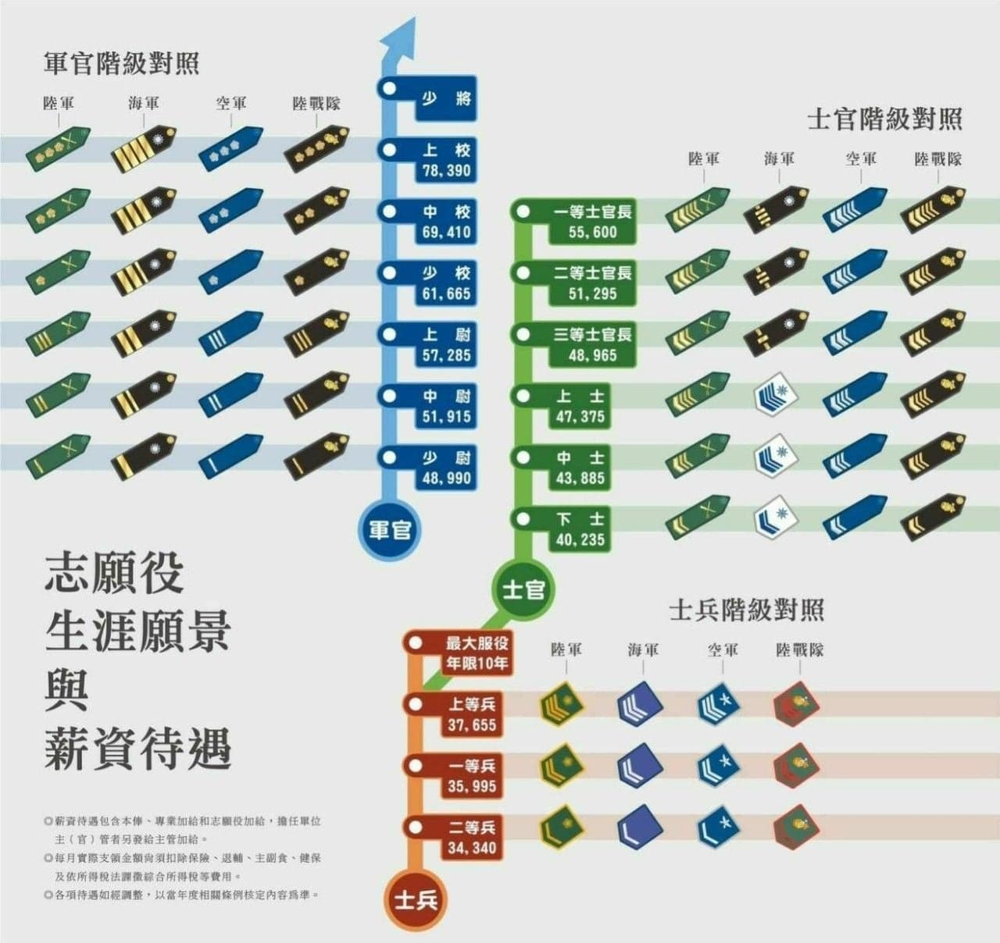 軍官階級對照
陸軍
海軍
空軍
陸戰隊
少將
上校
78,390
中校
69,410
少校
61,665
上尉
57,285
中尉
51,915
少尉
48,990
軍官
士官階級對照
陸軍
海軍
空軍
陸戰隊
一等士官長
55,600
二等士官長
51,295
三等士官長
48,965
上士
47,375
中士
43,885
下士
40,235
士官
志願役
生涯願景
與
薪資待遇
◎薪資待遇包含本俸、專業加給和志願役加給,擔任單位
主(官)管者另發給主管加給。
◎每月實際支領金額尚須扣除保險、退輔、主副食、健保
及依所得稅法課徵綜合所得稅等費用。
◎各項待遇如經調整,以當年度相關條例核定內容為準。
士兵階級對照
陸軍
海軍
空軍
陸戰隊
最大服役
年限10年
上等兵
37,655
一等兵
35,995
二等兵
34,340
士兵